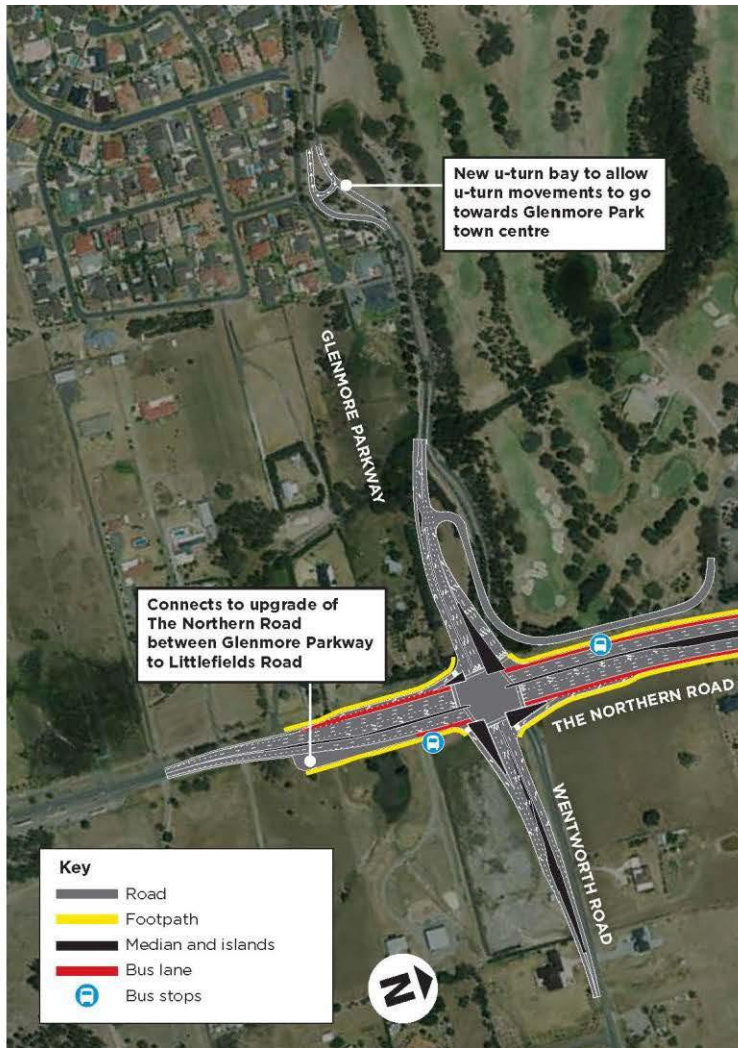 New u-turn bay to allow
u-turn movements to go
towards Glenmore Park
town centre
GLENMORE PARKWAY
Connects to upgrade of
The Northern Road
between Glenmore Parkway
to Littlefields Road
THE NORTHERN ROAD
WENTWORTH ROAD
Key
Road
Footpath
Median and islands
Bus lane
Bus stops
N